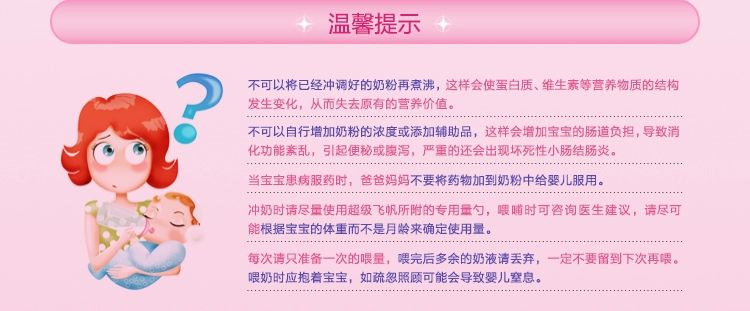 温馨提示
不可以将已经冲调好的奶粉再煮沸，这样会使蛋白质、维生素等营养物质的结构
发生变化，从而失去原有的营养价值。
不可以自行增加奶粉的浓度或添加辅助品，这样会增加宝宝的肠道负担，导致消
化功能紊乱，引起便秘或腹泻，严重的还会出现坏死性小肠结肠炎。
当宝宝患病服药时，爸爸妈妈不要将药物加到奶粉中给婴儿服用。
冲奶时请尽量使用超级飞帆所附的专用量勺，喂哺时可咨询医生建议，请尽可
能根据宝宝的体重而不是月龄来确定使用量。
每次请只准备一次的喂量，喂完后多余的奶液请丢弃，一定不要留到下次再喂。
喂奶时应抱着宝宝，如疏忽照顾可能会导致婴儿窒息。